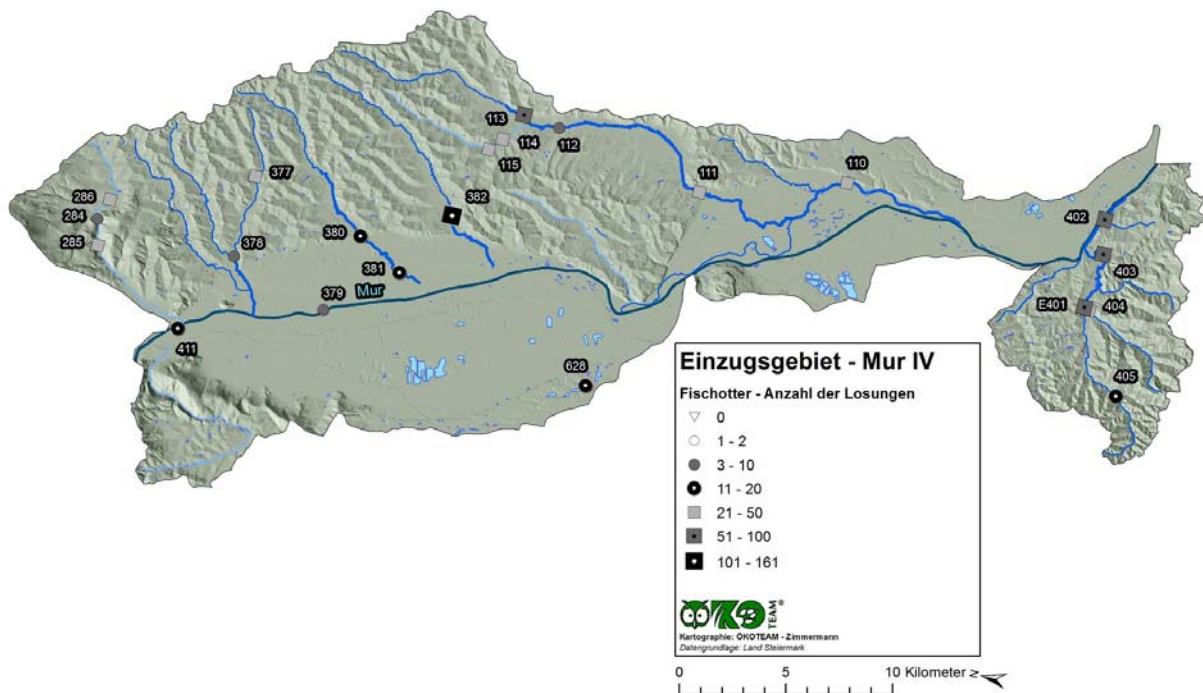 113
114
112
115
111
110
377
382
286
284
285
380
378
381
Mur
379
411
628
402
403
E401
404
405
Einzugsgebiet - Mur IV
Fischotter - Anzahl der Losungen
0
1 - 2
3 - 10
11 - 20
21 - 50
51 - 100
101 - 161
ÖKO TEAM ®
Kartographie: ÖKOTEAM - Zimmermann
Datengrundlage: Land Steiermark
0 5 10 Kilometer N